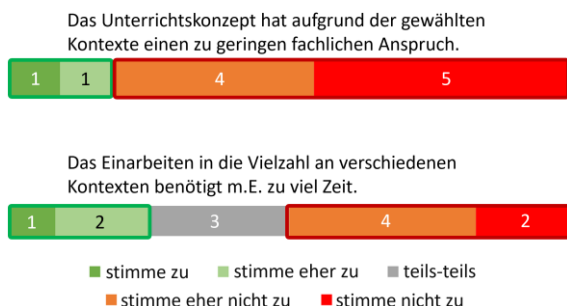 Das Unterrichtskonzept hat aufgrund der gewählten
Kontexte einen zu geringen fachlichen Anspruch.
1 1 4 5
Das Einarbeiten in die Vielzahl an verschiedenen
Kontexten benötigt m.E. zu viel Zeit.
1 2 3 4 2
stimme zu stimme eher zu teils-teils
stimme eher nicht zu stimme nicht zu